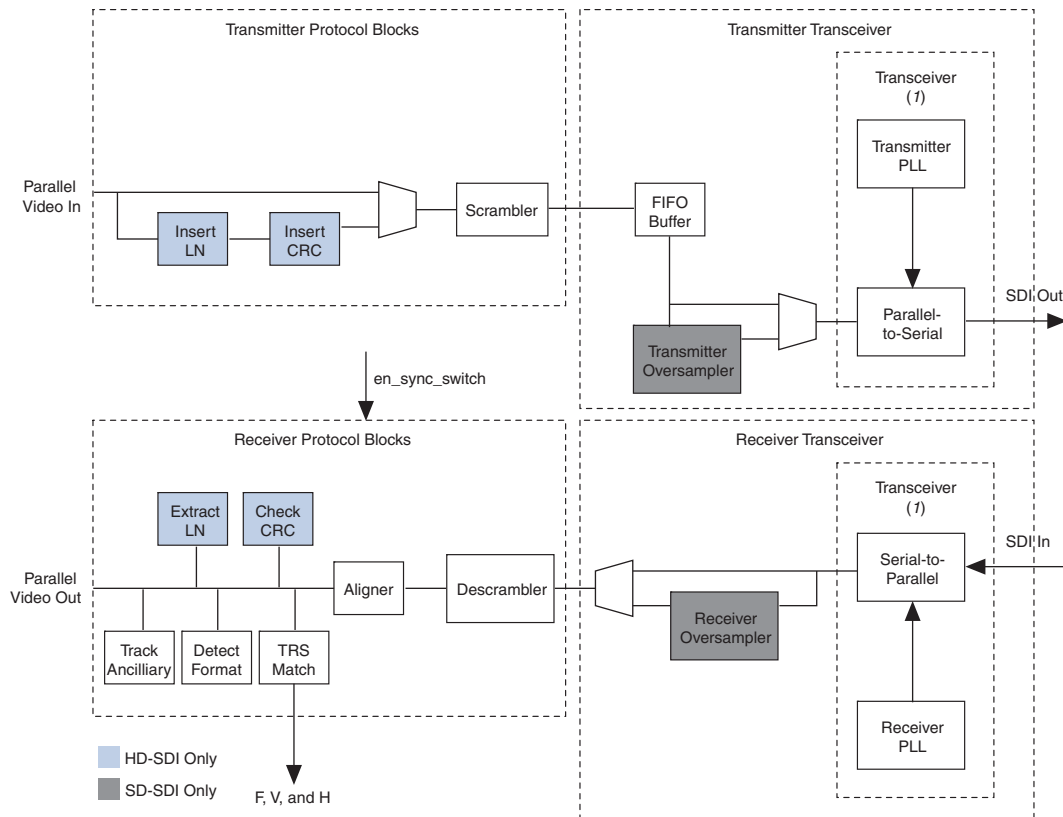 Transmitter Protocol Blocks
Transmitter Transceiver
Transceiver
(1)
Transmitter
PLL
Parallel
Video In
Insert
LN
Insert
CRC
Scrambler
FIFO
Buffer
Transmitter
Oversampler
Parallel-
to-Serial
SDI Out
en_sync_switch
Receiver Protocol Blocks
Receiver Transceiver
Transceiver
(1)
Extract
LN
Check
CRC
Parallel
Video Out
Aligner
Descrambler
Receiver
Oversampler
Serial-to-
Parallel
SDI In
Track
Ancilliary
Detect
Format
TRS
Match
Receiver
PLL
HD-SDI Only
SD-SDI Only
F, V, and H